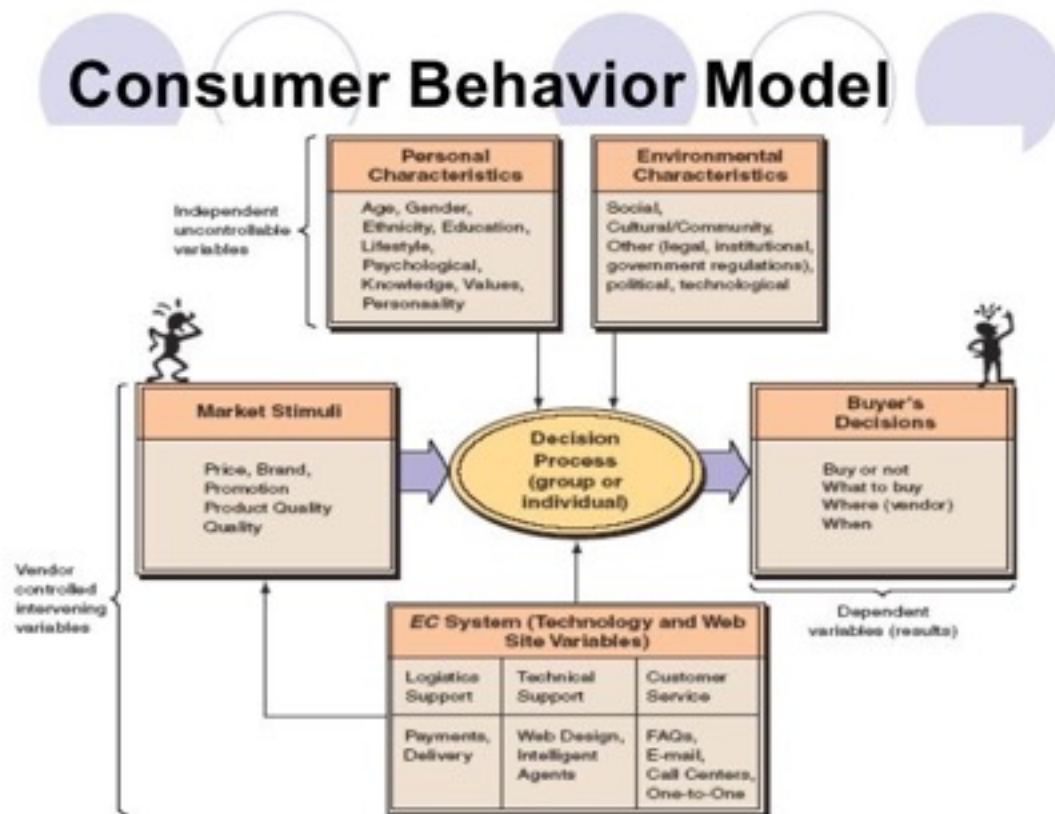 Consumer Behavior Model
Independent
uncontrollable
variables
Personal
Characteristics
Age, Gender,
Ethnicity, Education,
Lifestyle,
Psychological,
Knowledge, Values,
Personaality
Environmental
Characteristics
Social,
Cultural/Community,
Other (legal, institutional,
government regulations),
political, technological
Vendor
controlled
intervening
variables
Market Stimuli
Price, Brand,
Promotion
Product Quality
Quality
Decision
Process
(group or
individual)
Buyer's
Decisions
Buy or not
What to buy
Where (vendor)
When
Dependent
variables (results)
EC System (Technology and Web
Site Variables)
Logistics
Support
Technical
Support
Customer
Service
Payments,
Delivery
Web Design,
Intelligent
Agents
FAQs,
E-mail,
Call Centers,
One-to-One